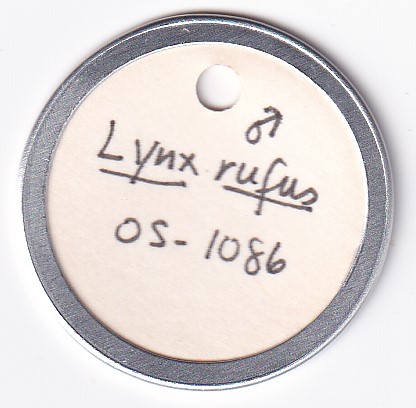 ♂
Lynx rufus
OS-1086